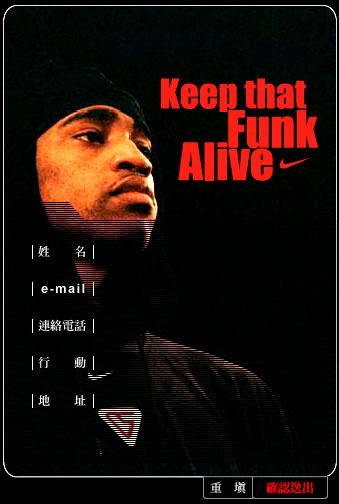 Keep that
Funk
Alive
姓 名
e-mail
連絡電話
行 動
地 址
重 填
確認送出